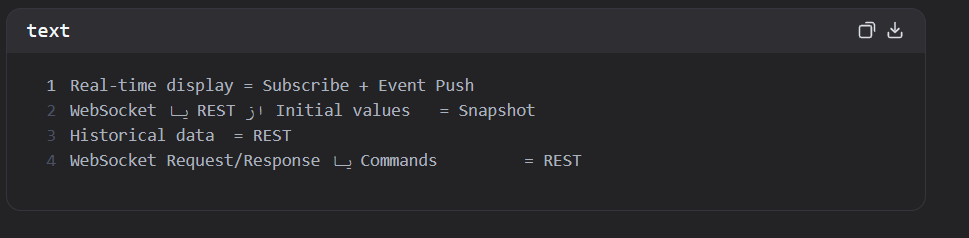 text
1 Real-time display = Subscribe + Event Push
2 WebSocket یا REST از Initial values   = Snapshot
3 Historical data  = REST
4 WebSocket Request/Response یا Commands         = REST